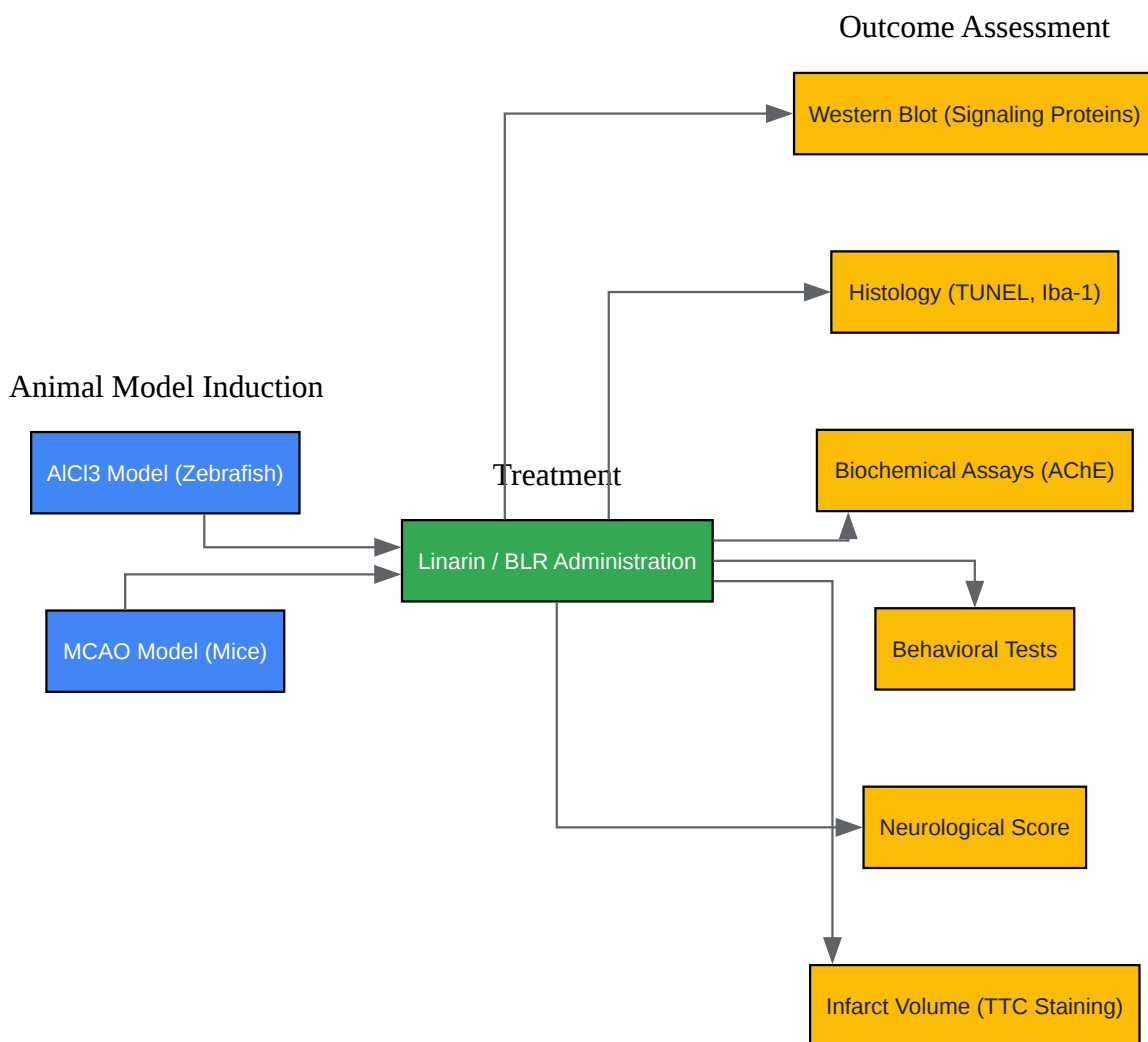 Outcome Assessment
Western Blot (Signaling Proteins)
Histology (TUNEL, Iba-1)
Animal Model Induction
AlCl3 Model (Zebrafish)
Biochemical Assays (AChE)
Treatment
Linarin / BLR Administration
MCAO Model (Mice)
Behavioral Tests
Neurological Score
Infarct Volume (TTC Staining)